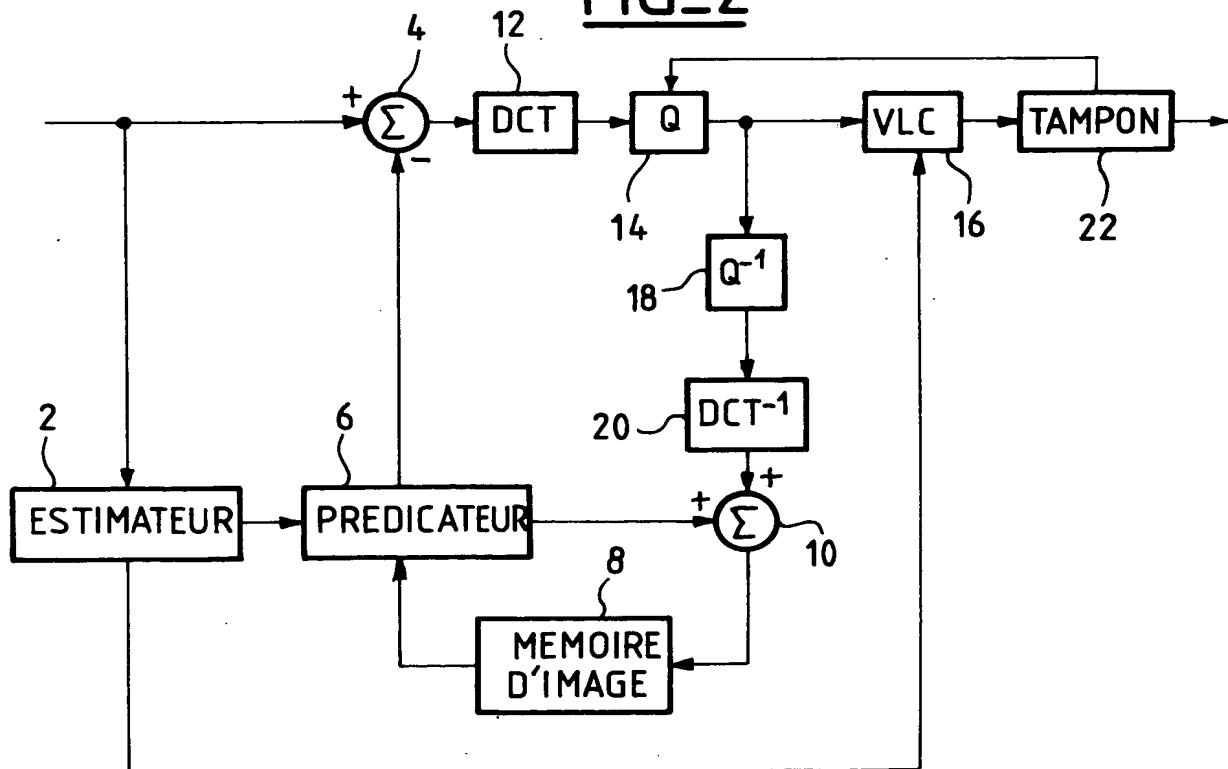 FIG_2
4
12
+
Σ
DCT
Q
VLC
TAMPON
-
14
16
22
Q-1
18
DCT-1
20
2
6
+
+
ESTIMATEUR
PREDICATEUR
Σ
10
8
MEMOIRE
D'IMAGE